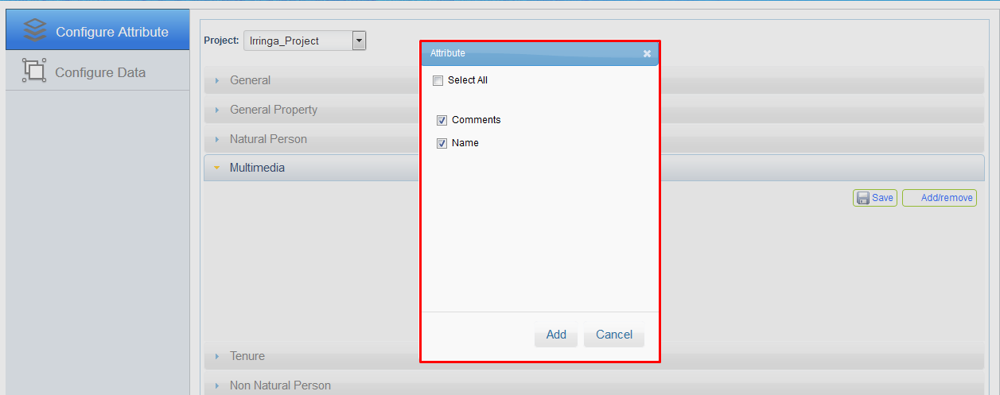 Configure Attribute
Configure Data
Project: Irringa_Project
General
General Property
Natural Person
Multimedia
Save Add/remove
Tenure
Non Natural Person
Attribute
Select All
Comments
Name
Add Cancel